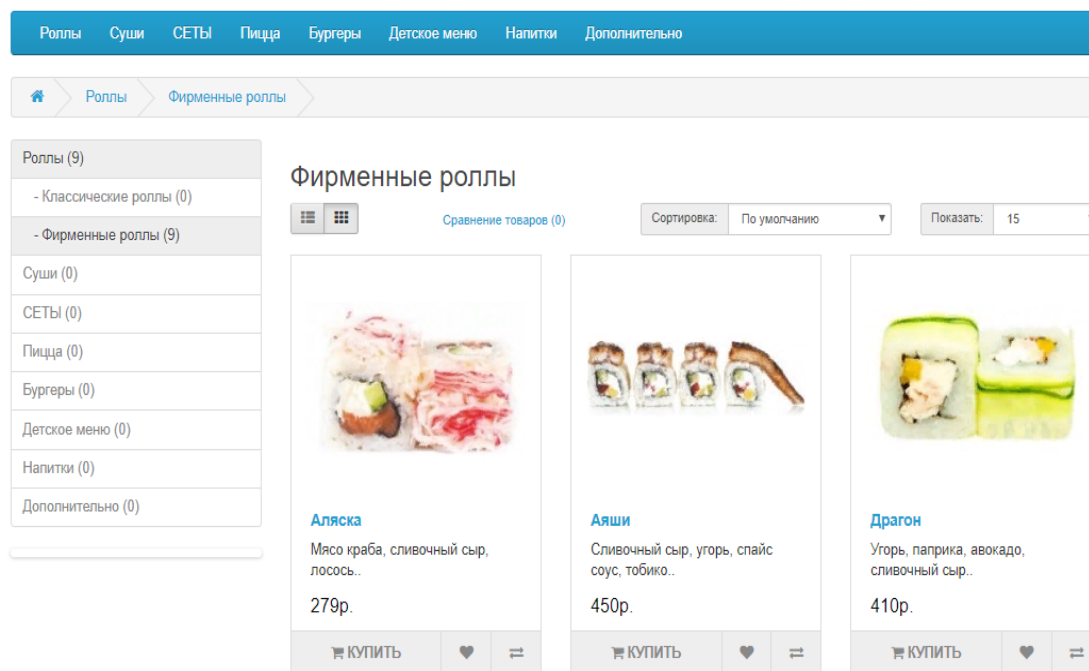 Роллы Суши СЕТЫ Пицца Бургеры Детское меню Напитки Дополнительно
Роллы Фирменные роллы
Роллы (9)
- Классические роллы (0)
- Фирменные роллы (9)
Суши (0)
СЕТЫ (0)
Пицца (0)
Бургеры (0)
Детское меню (0)
Напитки (0)
Дополнительно (0)
Фирменные роллы
Сравнение товаров (0) Сортировка: По умолчанию Показать: 15
Аляска
Мясо краба, сливочный сыр,
лосось..
279р.
КУПИТЬ
Аяши
Сливочный сыр, угорь, спайс
соус, тобико..
450р.
КУПИТЬ
Драгон
Угорь, паприка, авокадо,
сливочный сыр..
410р.
КУПИТЬ